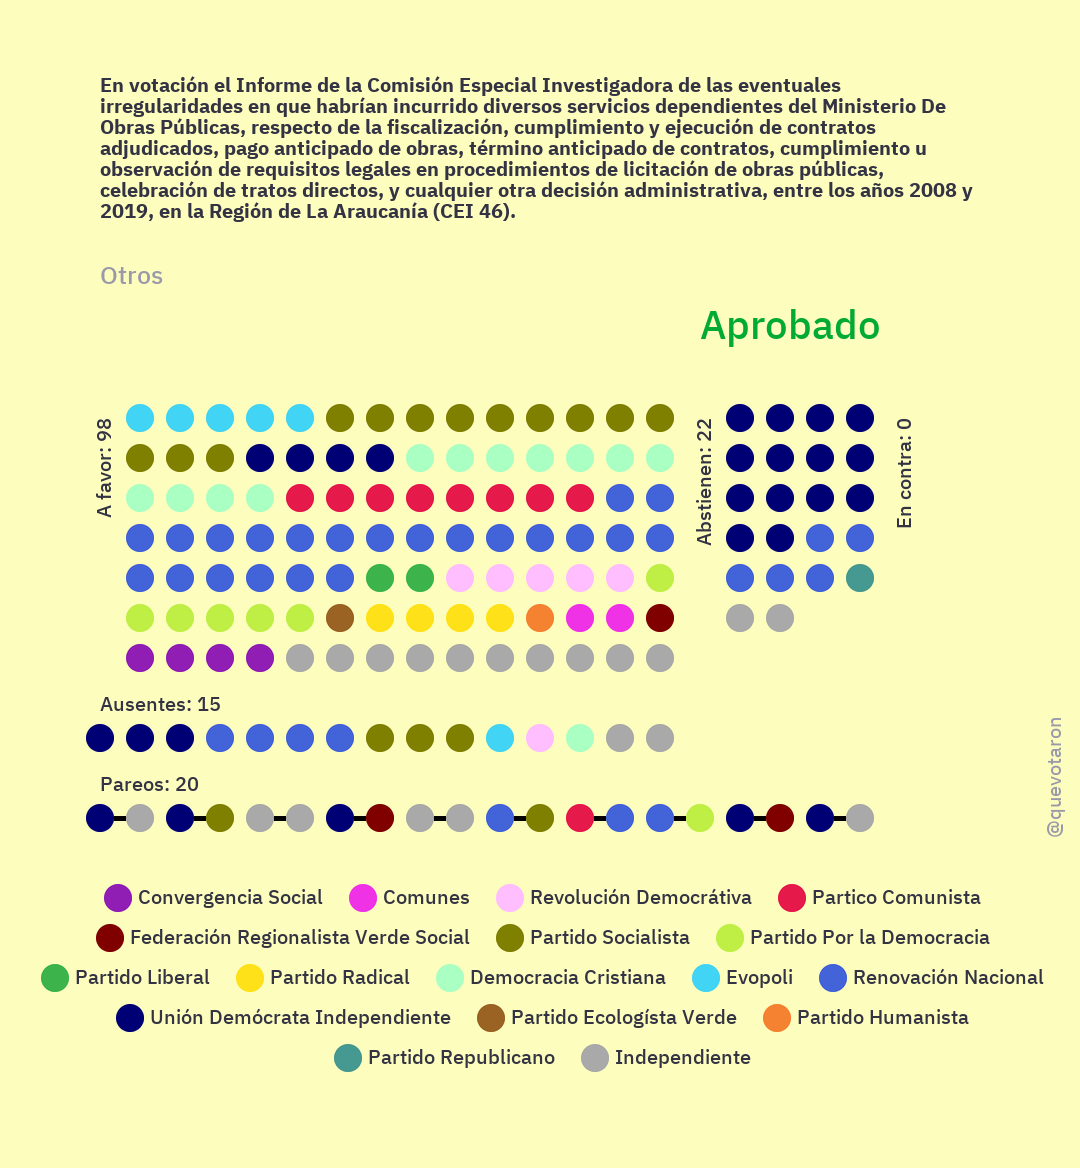 En votación el Informe de la Comisión Especial Investigadora de las eventuales
irregularidades en que habrían incurrido diversos servicios dependientes del Ministerio De
Obras Públicas, respecto de la fiscalización, cumplimiento y ejecución de contratos
adjudicados, pago anticipado de obras, término anticipado de contratos, cumplimiento u
observación de requisitos legales en procedimientos de licitación de obras públicas,
celebración de tratos directos, y cualquier otra decisión administrativa, entre los años 2008 y
2019, en la Región de La Araucanía (CEI 46).
Otros
Aprobado
A favor: 98
Abstienen: 22
En contra: 0
Ausentes: 15
Pareos: 20
@quevotaron
Convergencia Social Comunes Revolución Democrátiva Partico Comunista
Federación Regionalista Verde Social Partido Socialista Partido Por la Democracia
Partido Liberal Partido Radical Democracia Cristiana Evopoli Renovación Nacional
Unión Demócrata Independiente Partido Ecologísta Verde Partido Humanista
Partido Republicano Independiente